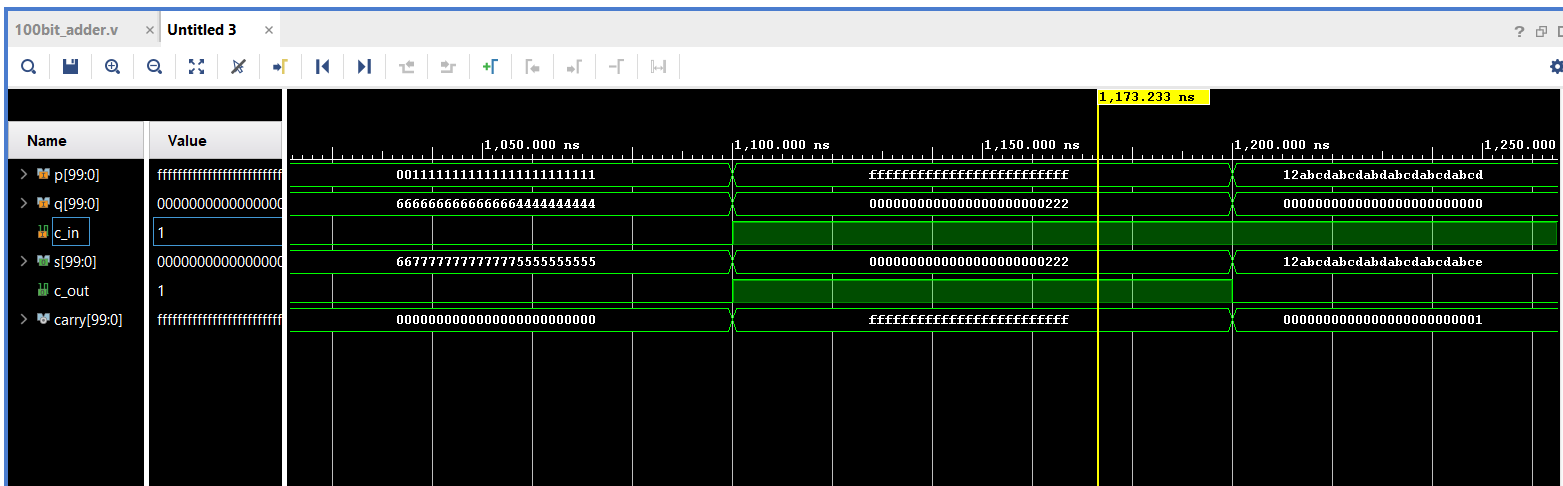 100bit_adder.v × Untitled 3 ×
?
1,173.233 ns
Name Value
1,050.000 ns 1,100.000 ns 1,150.000 ns 1,200.000 ns 1,250.000
p[99:0] fffffffffffffffffffffffff 0011111111111111111111111 fffffffffffffffffffffffff 12abcdabcdabdabcdabcdabcd
q[99:0] 0000000000000000 6666666666666664444444444 0000000000000000000000222 0000000000000000000000000
c_in 1
s[99:0] 0000000000000000 6677777777777775555555555 0000000000000000000000222 12abcdabcdabdabcdabcdabce
c_out 1
carry[99:0] fffffffffffffffffffffffff 0000000000000000000000000 fffffffffffffffffffffffff 0000000000000000000000001